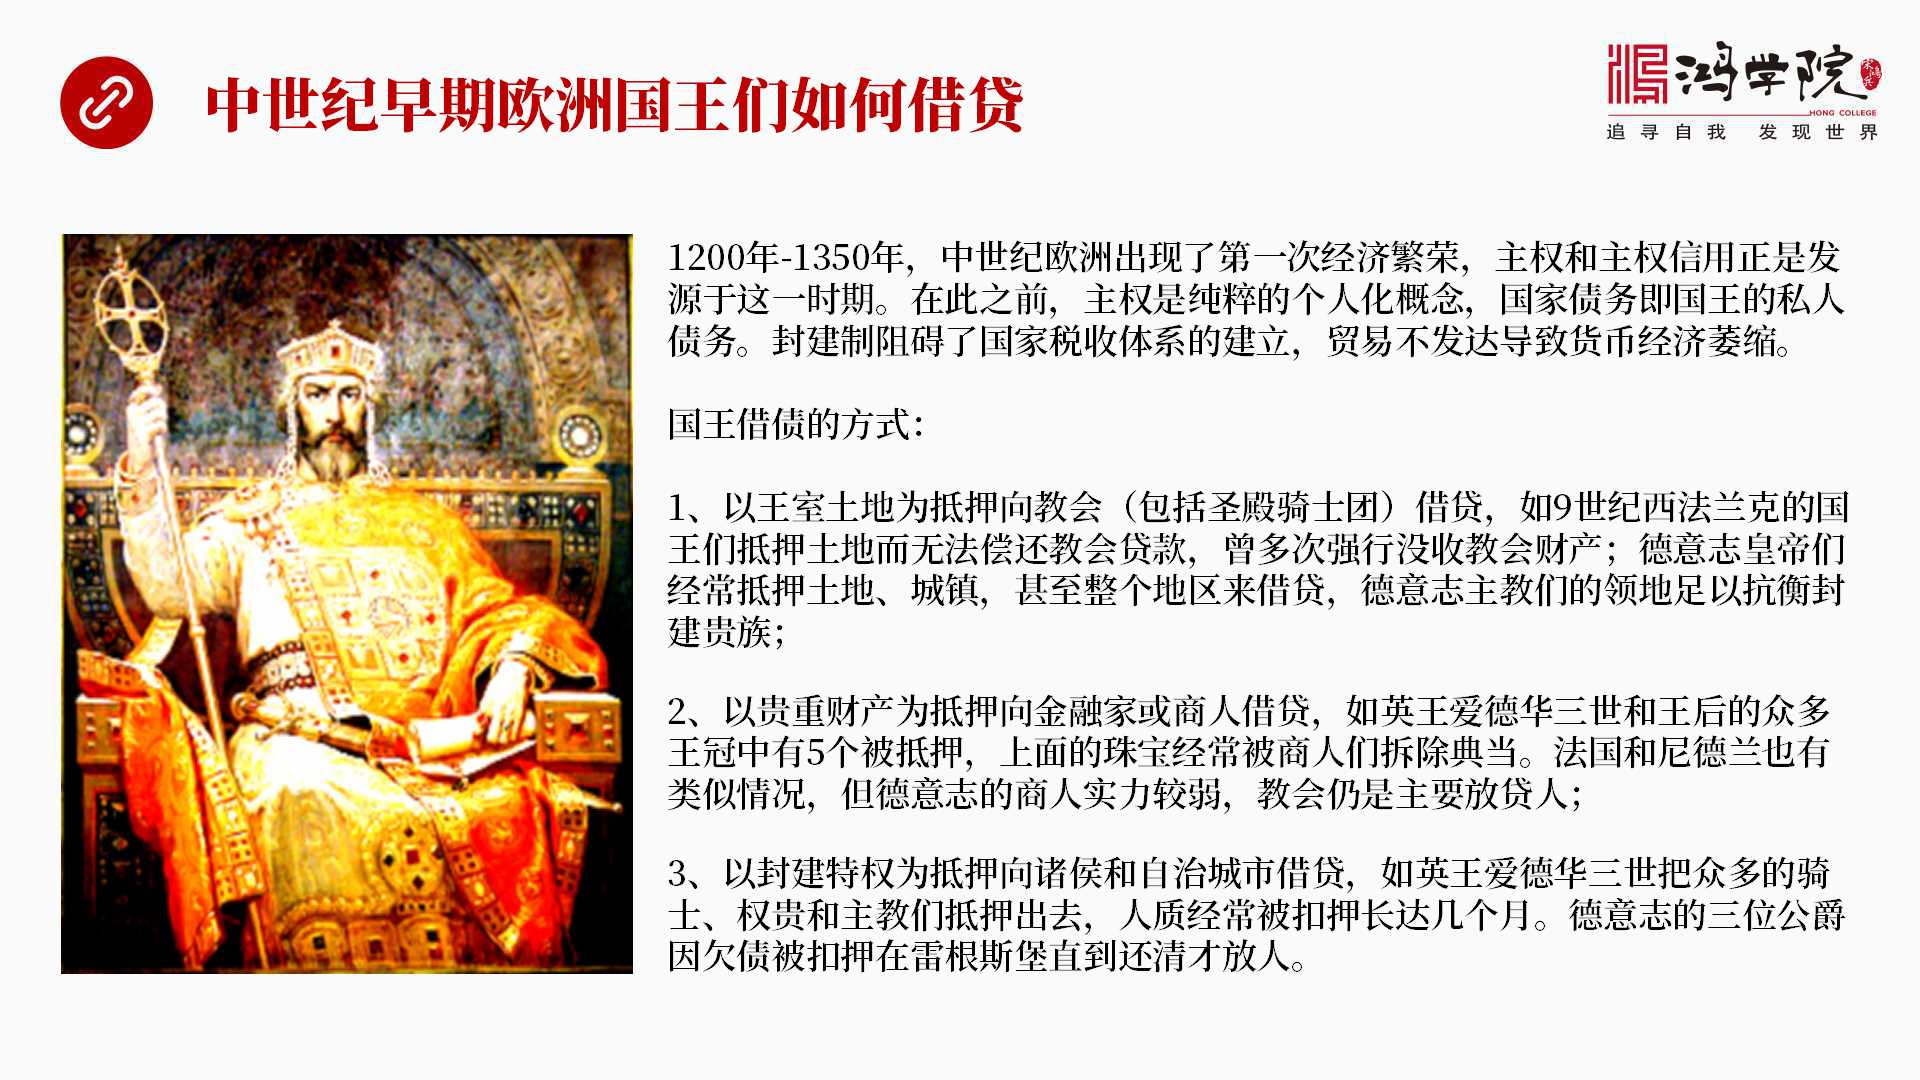 中世纪早期欧洲国王们如何借贷
鸿学院
宋鸿兵
HONG COLLEGE
追寻自我 发现世界
1200年-1350年，中世纪欧洲出现了第一次经济繁荣，主权和主权信用正是发
源于这一时期。在此之前，主权是纯粹的个人化概念，国家债务即国王的私人
债务。封建制阻碍了国家税收体系的建立，贸易不发达导致货币经济萎缩。
国王借债的方式：
1、以王室土地为抵押向教会（包括圣殿骑士团）借贷，如9世纪西法兰克的国
王们抵押土地而无法偿还教会贷款，曾多次强行没收教会财产；德意志皇帝们
经常抵押土地、城镇，甚至整个地区来借贷，德意志主教们的领地足以抗衡封
建贵族；
2、以贵重财产为抵押向金融家或商人借贷，如英王爱德华三世和王后的众多
王冠中有5个被抵押，上面的珠宝经常被商人们拆除典当。法国和尼德兰也有
类似情况，但德意志的商人实力较弱，教会仍是主要放贷人；
3、以封建特权为抵押向诸侯和自治城市借贷，如英王爱德华三世把众多的骑
士、权贵和主教们抵押出去，人质经常被扣押长达几个月。德意志的三位公爵
因欠债被扣押在雷根斯堡直到还清才放人。